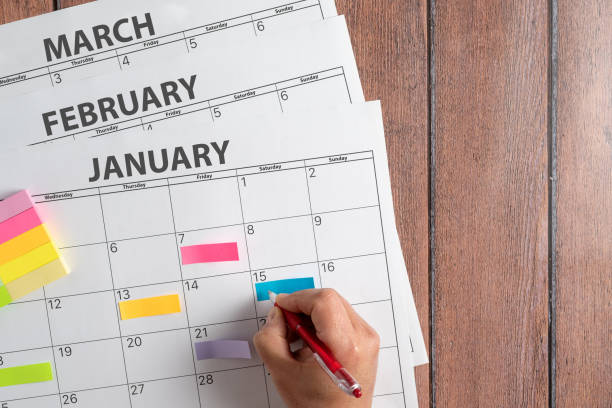 MARCH
Wednesday Thursday Friday Saturday Sunday
3 4 5 6
FEBRUARY
Thursday Friday Saturday Sunday
4 5 6
JANUARY
Wednesday Thursday Friday Saturday Sunday
1 2
6 7 8 9
12 13 14 15 16
19 20 21
26 27 28